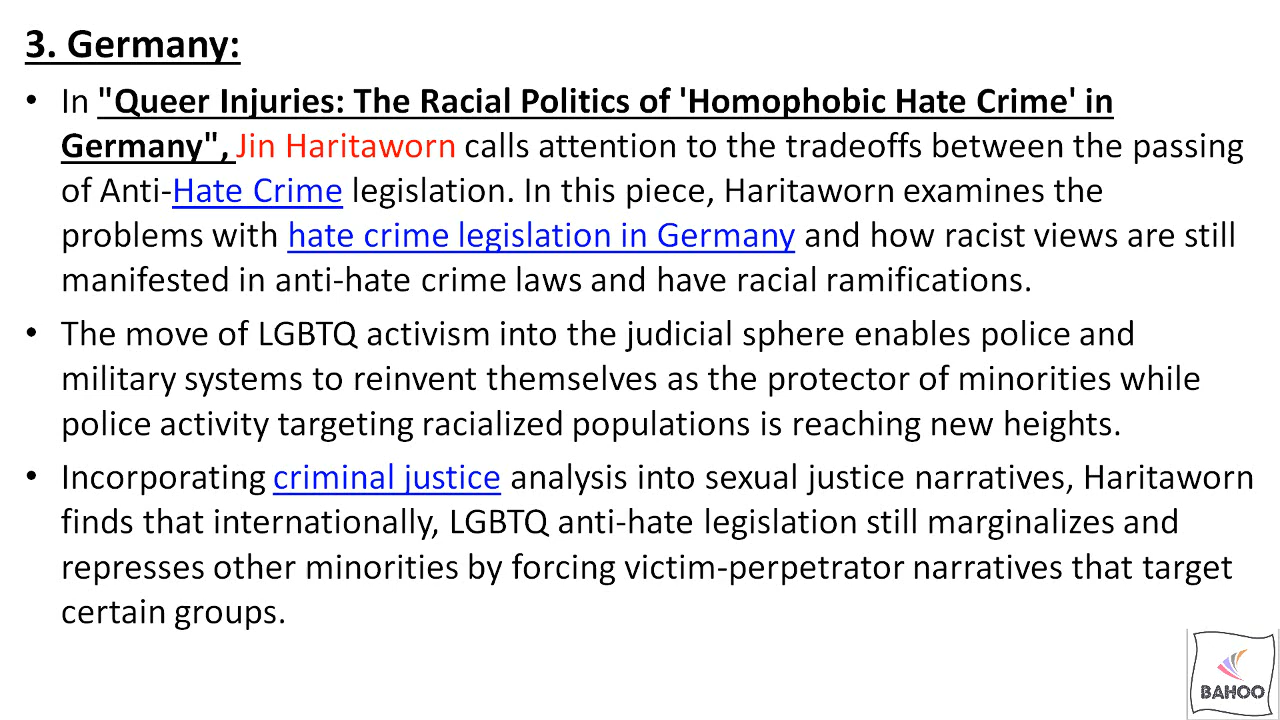 3. Germany:
• In "Queer Injuries: The Racial Politics of 'Homophobic Hate Crime' in
Germany", Jin Haritaworn calls attention to the tradeoffs between the passing
of Anti-Hate Crime legislation. In this piece, Haritaworn examines the
problems with hate crime legislation in Germany and how racist views are still
manifested in anti-hate crime laws and have racial ramifications.
• The move of LGBTQ activism into the judicial sphere enables police and
military systems to reinvent themselves as the protector of minorities while
police activity targeting racialized populations is reaching new heights.
• Incorporating criminal justice analysis into sexual justice narratives, Haritaworn
finds that internationally, LGBTQ anti-hate legislation still marginalizes and
represses other minorities by forcing victim-perpetrator narratives that target
certain groups.
BAHOO